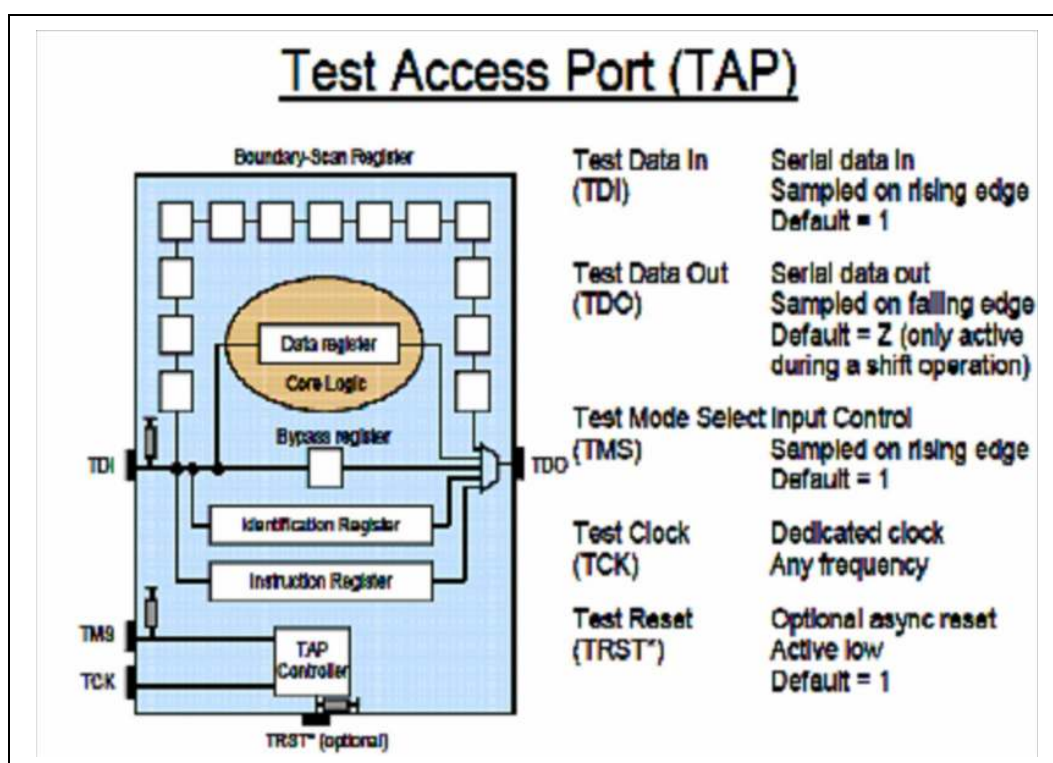 Test Access Port (TAP)
Boundary-Scan Register
Data register
Core Logic
Bypass register
TDI
TDO
Identification Register
Instruction Register
TMS
TAP
Controller
TCK
TRST* (optional)
Test Data In Serial data in
(TDI) Sampled on rising edge
Default = 1
Test Data Out Serial data out
(TDO) Sampled on falling edge
Default = Z (only active
during a shift operation)
Test Mode Select Input Control
(TMS) Sampled on rising edge
Default = 1
Test Clock Dedicated clock
(TCK) Any frequency
Test Reset Optional async reset
(TRST*) Active low
Default = 1